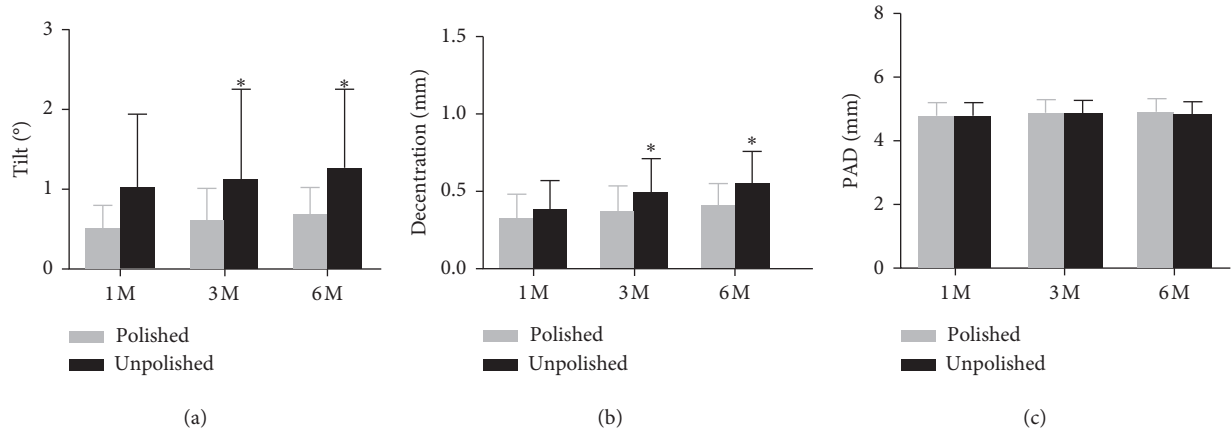 Tilt (°)
3
2
1
0
*
*
1 M
3 M
6 M
Polished
Unpolished
(a)
Decentration (mm)
1.5
1.0
0.5
0.0
*
*
1 M
3 M
6 M
Polished
Unpolished
(b)
PAD (mm)
8
6
4
2
0
1 M
3 M
6 M
Polished
Unpolished
(c)